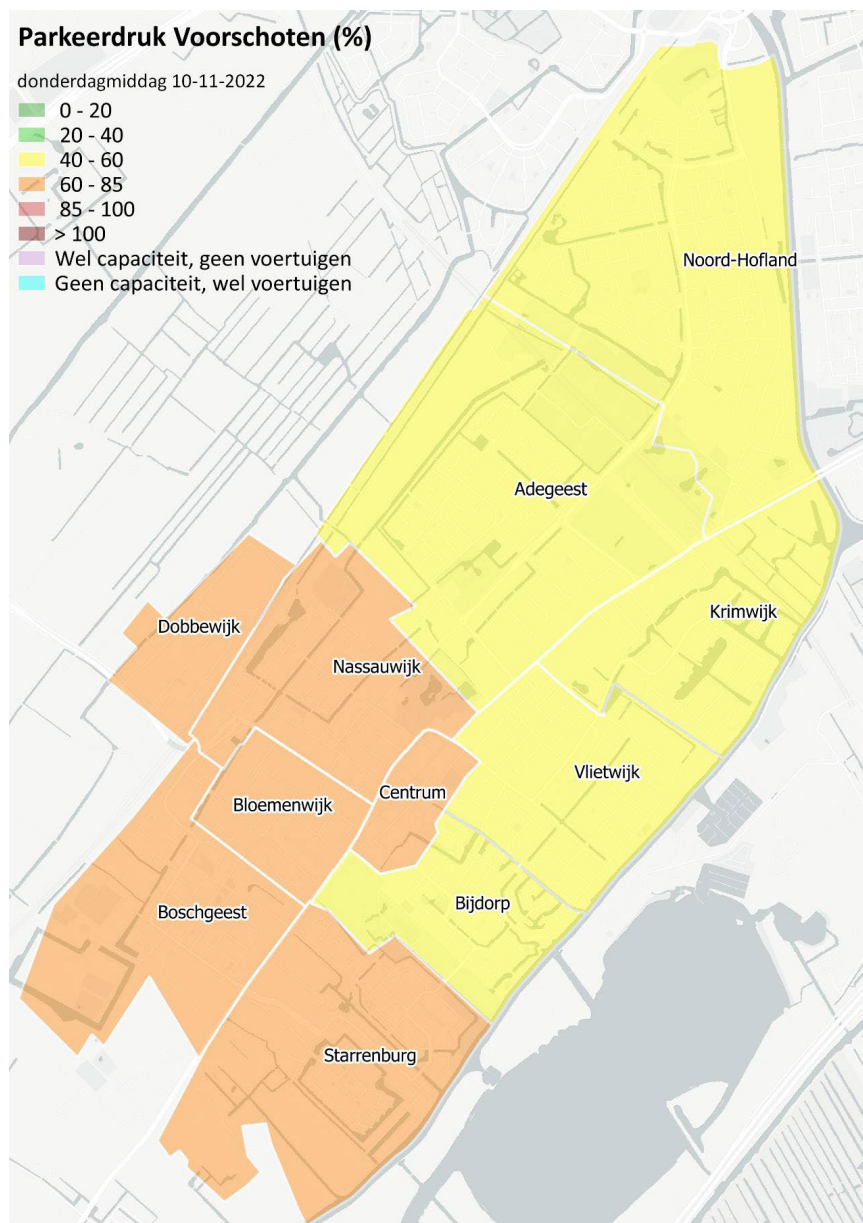 Parkeerdruk Voorschoten (%)
donderdagmiddag 10-11-2022
0 - 20
20 - 40
40 - 60
60 - 85
85 - 100
> 100
Wel capaciteit, geen voertuigen
Geen capaciteit, wel voertuigen
Noord-Hofland
Adegeest
Krimwijk
Dobbewijk
Nassauwijk
Vlietwijk
Centrum
Bloemenwijk
Bijdorp
Boschgeest
Starrenburg